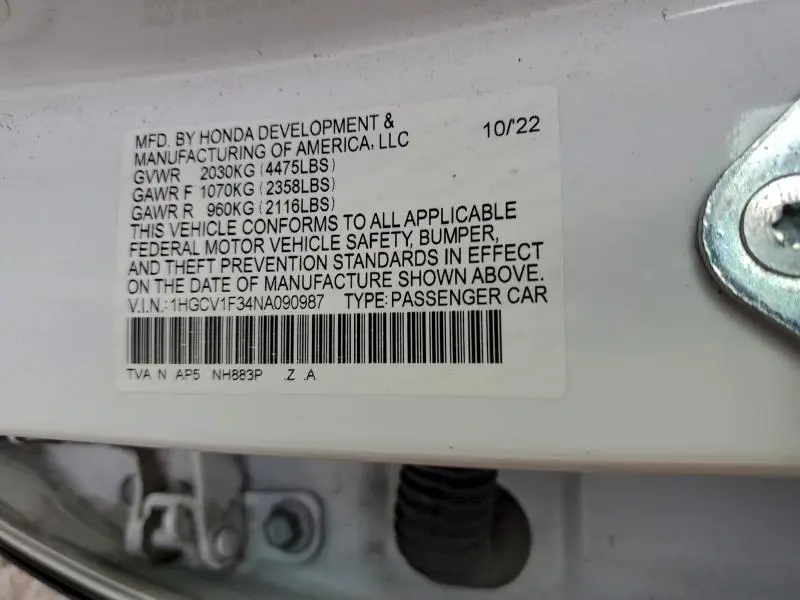 MFD. BY HONDA DEVELOPMENT & 10/'22
MANUFACTURING OF AMERICA, LLC
GVWR 2030KG (4475LBS)
GAWR F 1070KG (2358LBS)
GAWR R 960KG (2116LBS)
THIS VEHICLE CONFORMS TO ALL APPLICABLE
FEDERAL MOTOR VEHICLE SAFETY, BUMPER,
AND THEFT PREVENTION STANDARDS IN EFFECT
ON THE DATE OF MANUFACTURE SHOWN ABOVE.
V.I.N.: 1HGCV1F34NA090987 TYPE: PASSENGER CAR
TVA N AP5 NH883P .Z .A